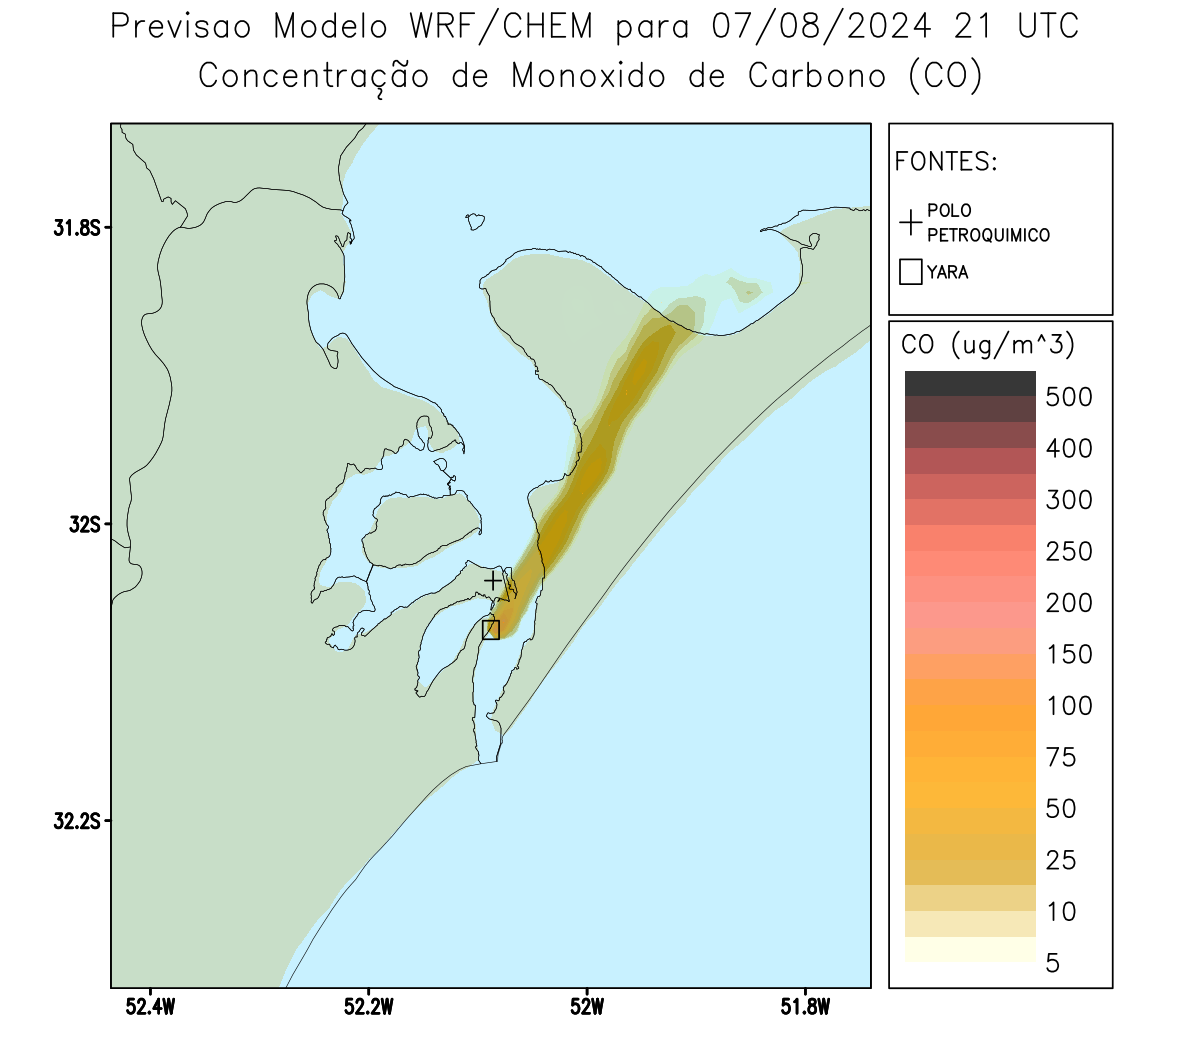 Previsao Modelo WRF/CHEM para 07/08/2024 21 UTC
Concentração de Monoxido de Carbono (CO)
FONTES:
POLO
PETROQUIMICO
YARA
CO (ug/m^3)
500
400
300
250
200
150
100
75
50
25
10
5
31.8S
32S
32.2S
52.4W
52.2W
52W
51.8W